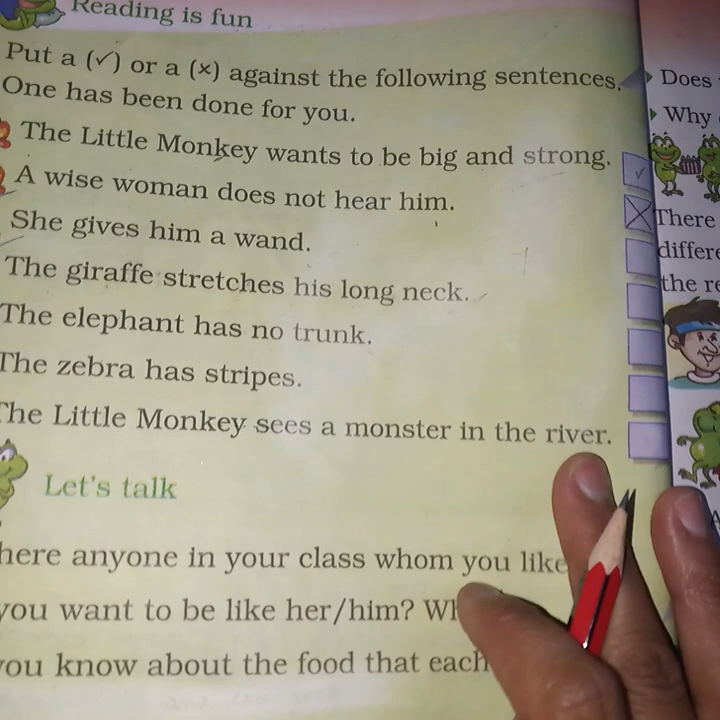 Reading is fun
Put a (✓) or a (×) against the following sentences.
One has been done for you.
The Little Monkey wants to be big and strong.
A wise woman does not hear him.
She gives him a wand.
The giraffe stretches his long neck.
The elephant has no trunk.
The zebra has stripes.
The Little Monkey sees a monster in the river.
Let's talk
here anyone in your class whom you like
you want to be like her/him?
you know about the food that each
Does
Why
There
differe
the re